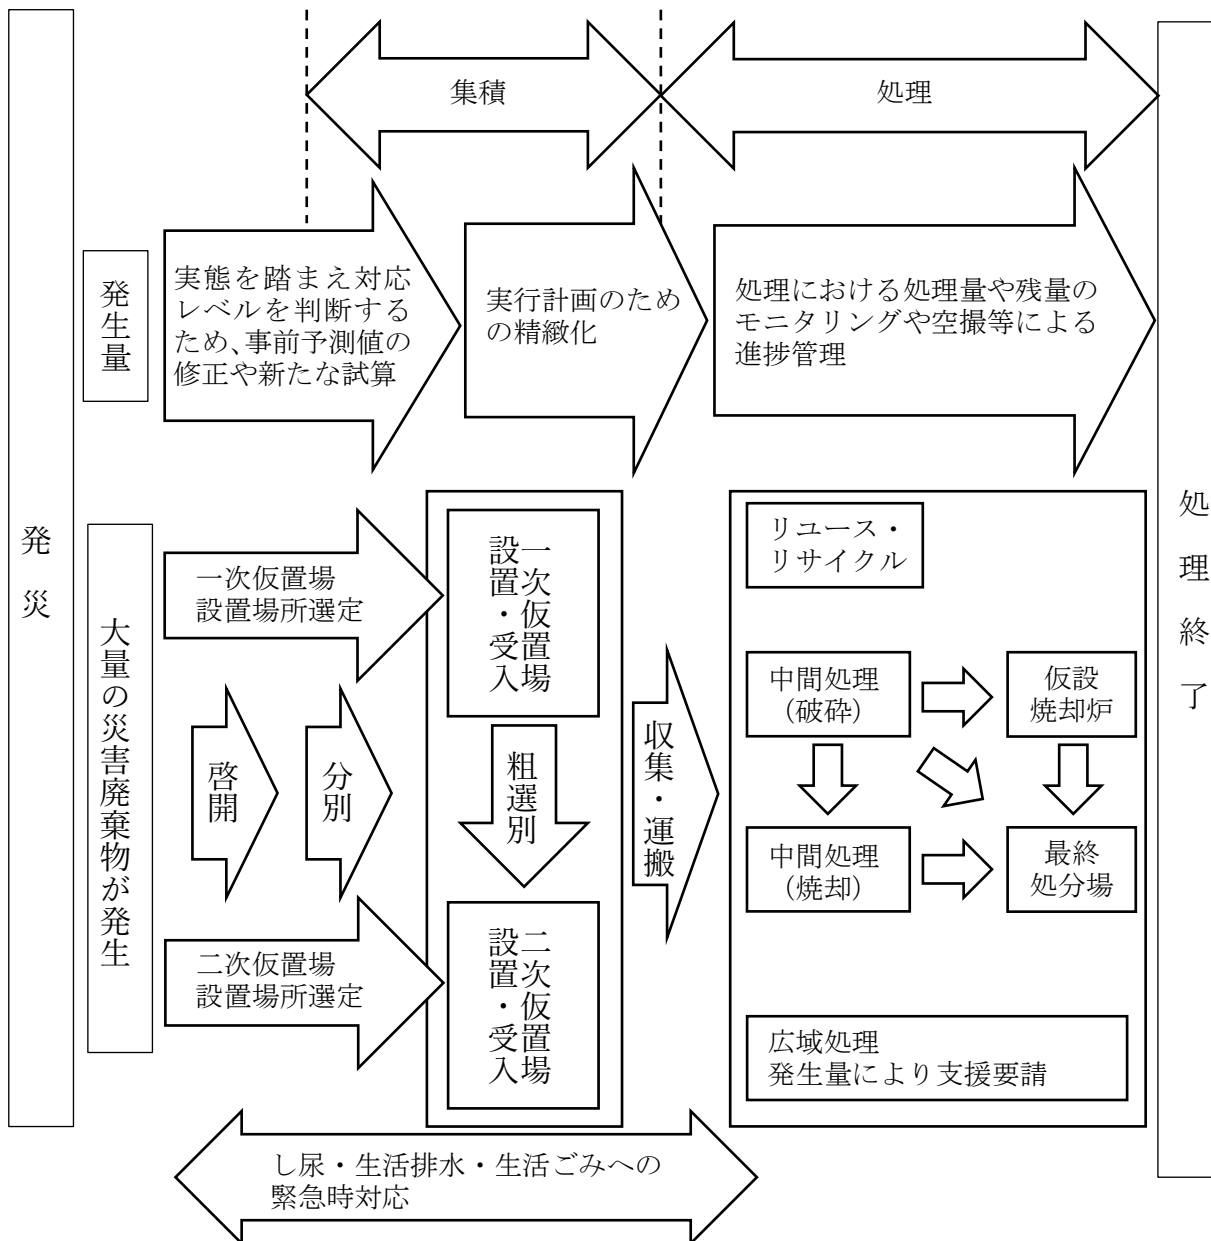 発災
集積
処理
発生量
実態を踏まえ対応
レベルを判断する
ため、事前予測値の
修正や新たな試算
実行計画のため
の精緻化
処理における処理量や残量の
モニタリングや空撮等による
進捗管理
大量の災害廃棄物が発生
一次仮置場
設置場所選定
啓開
分別
二次仮置場
設置場所選定
一次仮置場
設置・受入
粗選別
二次仮置場
設置・受入
収集・運搬
リユース・
リサイクル
中間処理
（破砕）
仮設
焼却炉
中間処理
（焼却）
最終
処分場
広域処理
発生量により支援要請
し尿・生活排水・生活ごみへの
緊急時対応
処理終了